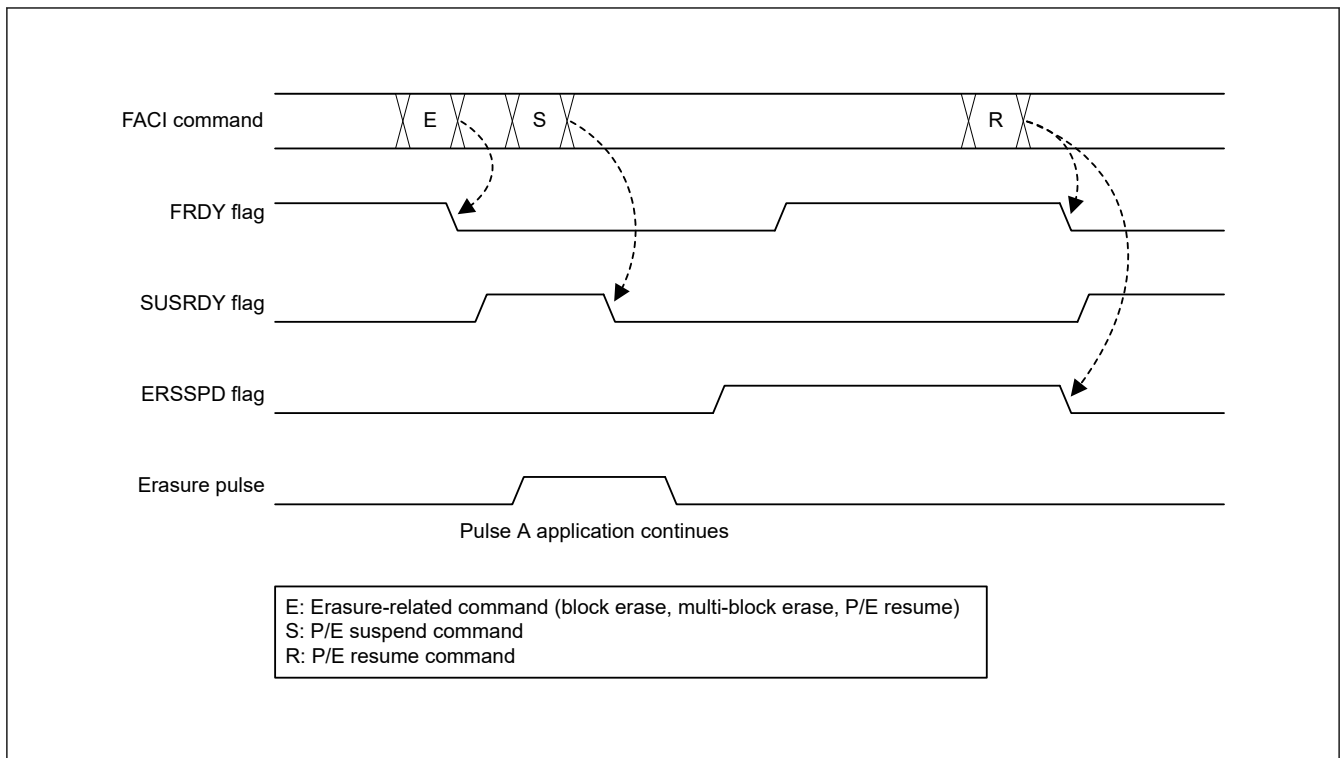 FACI command
E
S
R
FRDY flag
SUSRDY flag
ERSSPD flag
Erasure pulse
Pulse A application continues
E: Erasure-related command (block erase, multi-block erase, P/E resume)
S: P/E suspend command
R: P/E resume command